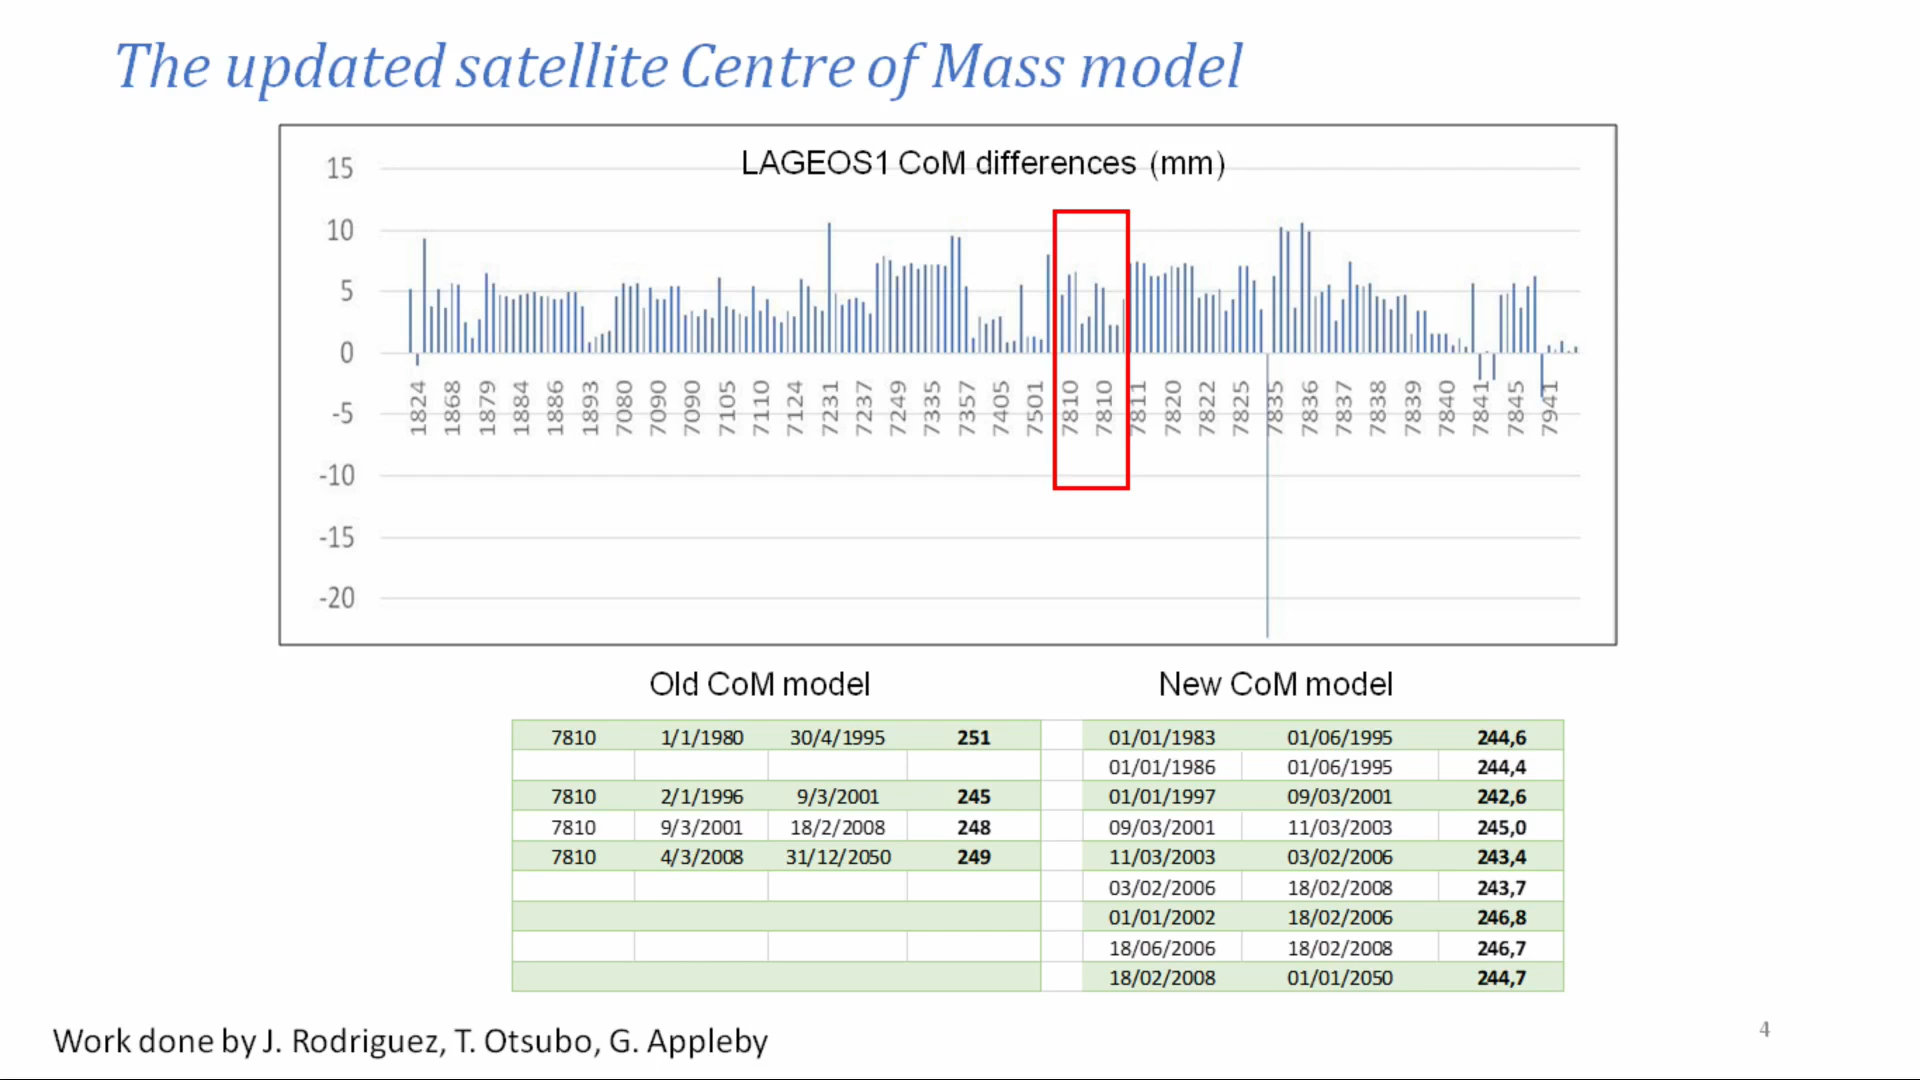 The updated satellite Centre of Mass model
LAGEOS1 CoM differences (mm)
15
10
5
0
-5
-10
-15
-20
1824 1868 1879 1884 1886 1893 7080 7090 7090 7105 7110 7124 7231 7237 7249 7335 7357 7405 7501 7810 7810 7811 7820 7822 7825 7835 7836 7837 7838 7839 7840 7841 7845 7941
Old CoM model New CoM model
7810 1/1/1980 30/4/1995 251 01/01/1983 01/06/1995 244,6
01/01/1986 01/06/1995 244,4
7810 2/1/1996 9/3/2001 245 01/01/1997 09/03/2001 242,6
7810 9/3/2001 18/2/2008 248 09/03/2001 11/03/2003 245,0
7810 4/3/2008 31/12/2050 249 11/03/2003 03/02/2006 243,4
03/02/2006 18/02/2008 243,7
01/01/2002 18/02/2006 246,8
18/06/2006 18/02/2008 246,7
18/02/2008 01/01/2050 244,7
Work done by J. Rodriguez, T. Otsubo, G. Appleby
4